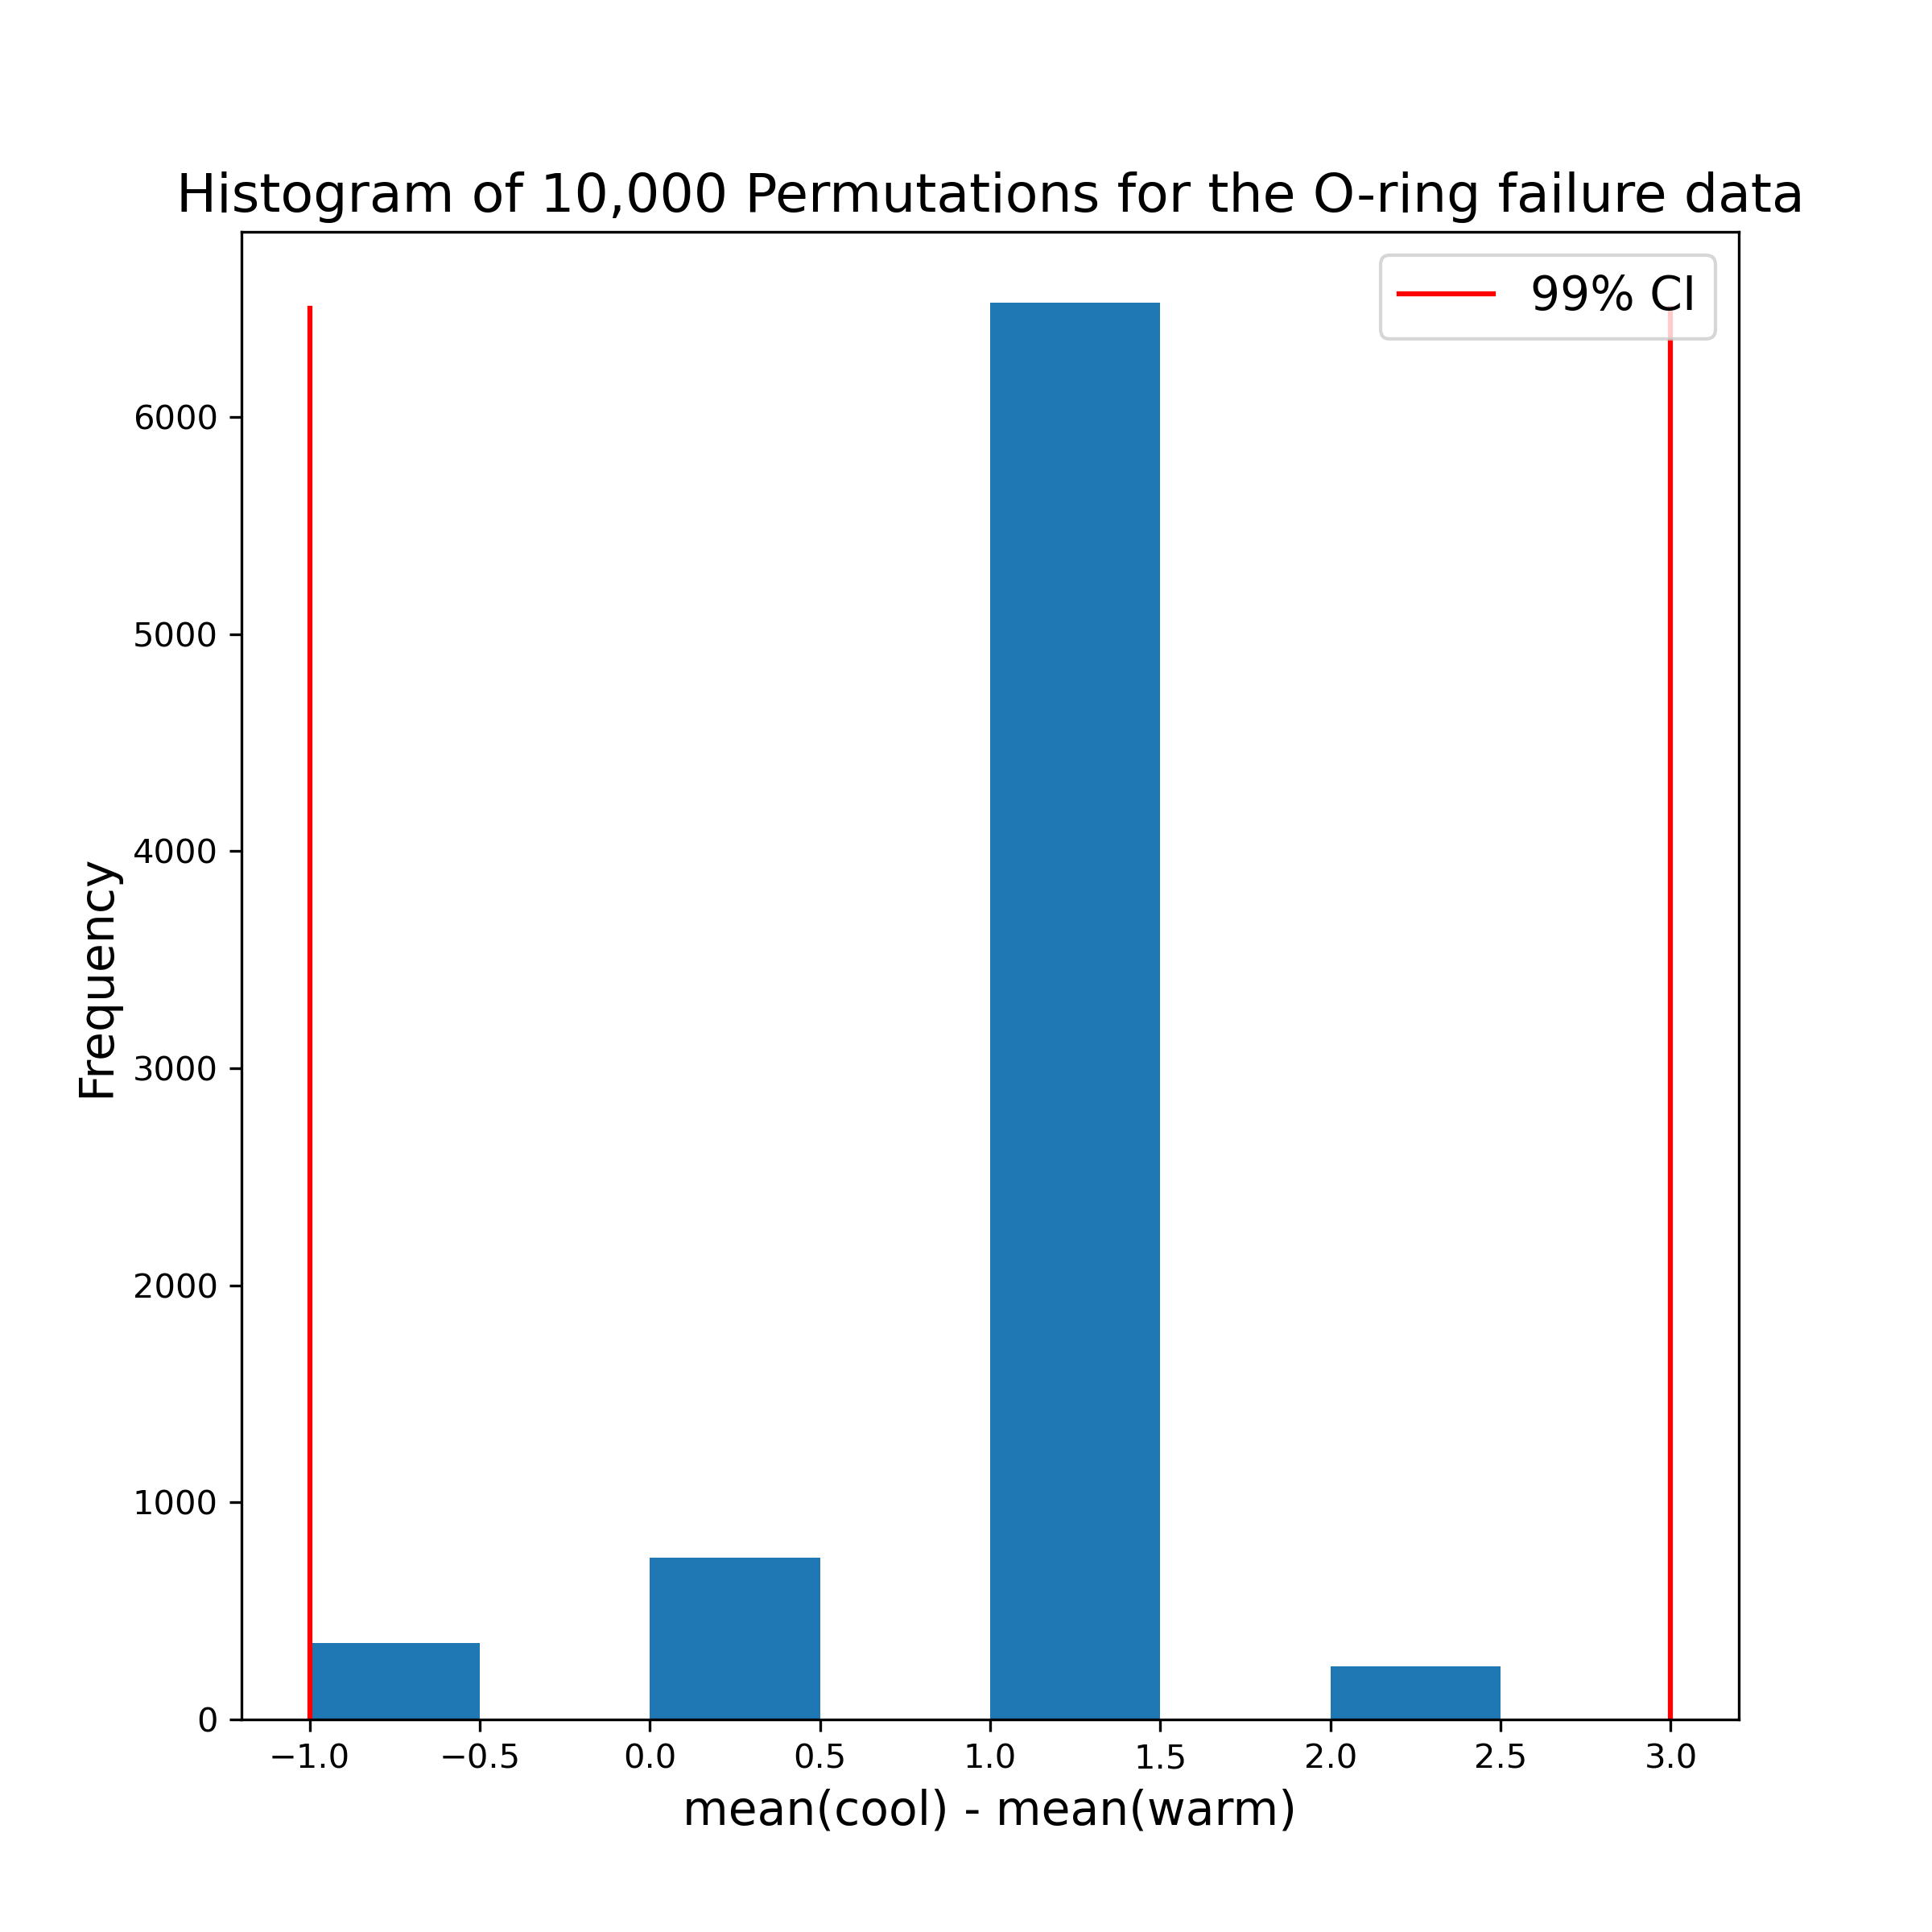 Histogram of 10,000 Permutations for the O-ring failure data
99% CI
6000
5000
4000
3000
2000
1000
0
Frequency
−1.0 −0.5 0.0 0.5 1.0 1.5 2.0 2.5 3.0
mean(cool) - mean(warm)